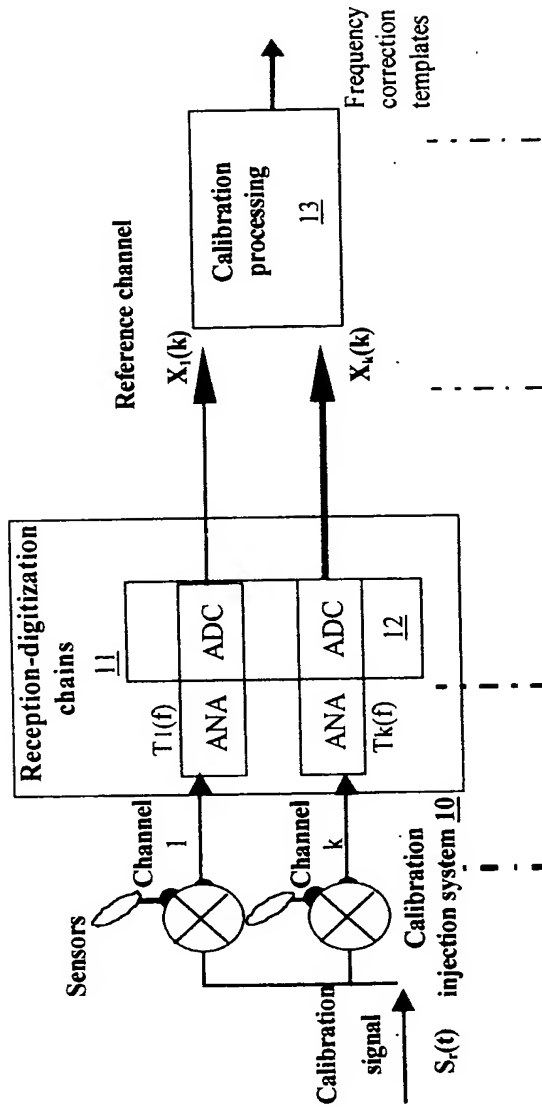 Sensors
Channel
1
Channel
k
Calibration
signal
Sr(t)
Calibration
injection system 10
Reception-digitization
chains
11
T1(f)
ANA
ADC
ANA
ADC
Tk(f)
12
Reference channel
X1(k)
Xk(k)
Calibration
processing
13
Frequency
correction
templates